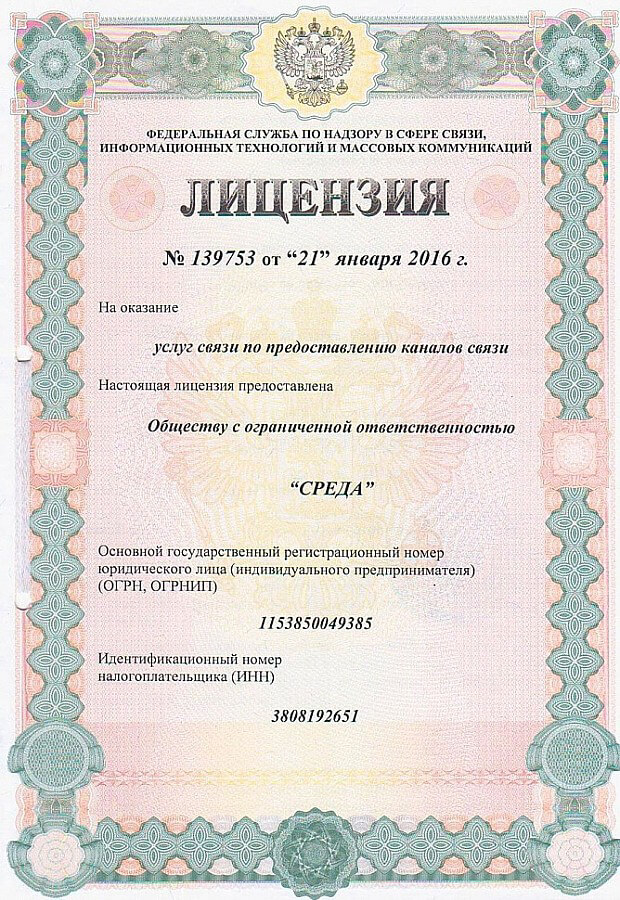 ФЕДЕРАЛЬНАЯ СЛУЖБА ПО НАДЗОРУ В СФЕРЕ СВЯЗИ,
ИНФОРМАЦИОННЫХ ТЕХНОЛОГИЙ И МАССОВЫХ КОММУНИКАЦИЙ
ЛИЦЕНЗИЯ
№ 139753 от “21” января 2016 г.
На оказание
услуг связи по предоставлению каналов связи
Настоящая лицензия предоставлена
Обществу с ограниченной ответственностью
“СРЕДА”
Основной государственный регистрационный номер
юридического лица (индивидуального предпринимателя)
(ОГРН, ОГРНИП)
1153850049385
Идентификационный номер
налогоплательщика (ИНН)
3808192651